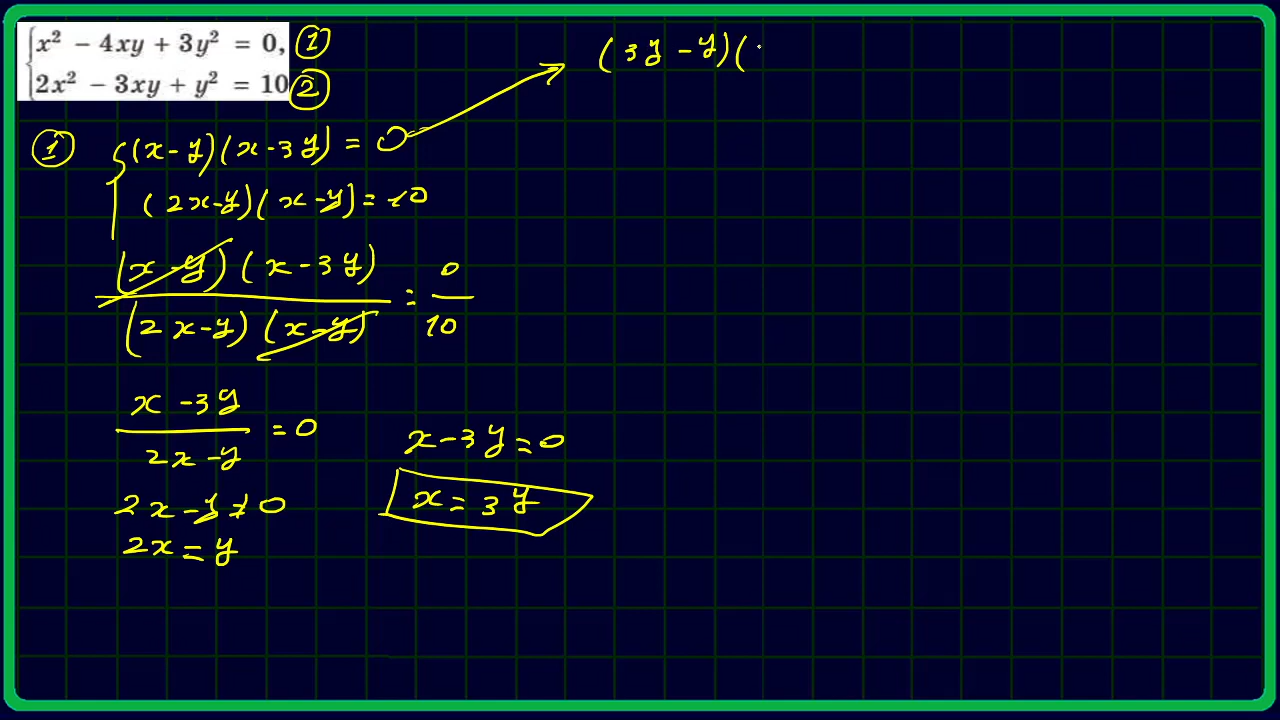 x² − 4xy + 3y² = 0, ①
2x² − 3xy + y² = 10 ②
① (x-y)(x-3y) = 0
(2x-y)(x-y) = 10
(x-y)(x-3y) / (2x-y)(x-y) = 0 / 10
x-3y / 2x-y = 0
2x-y ≠ 0
2x = y
x-3y = 0
x = 3y
(3y-y)(